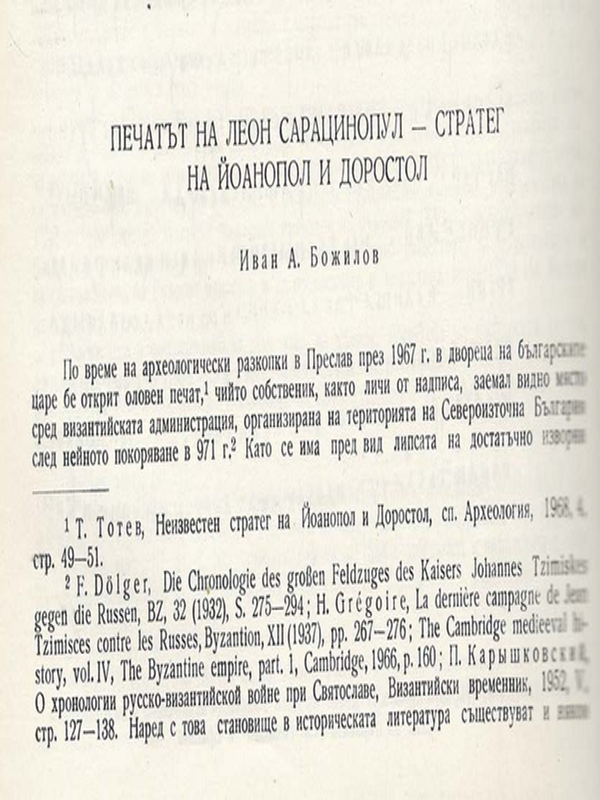 ПЕЧАТЪТ НА ЛЕОН САРАЦИНОПУЛ — СТРАТЕГ
НА ЙОАНОПОЛ И ДОРОСТОЛ
Иван А. Божилов
По време на археологически разкопки в Преслав през 1967 г. в двореца на българските
царе бе открит оловен печат,¹ чийто собственик, както личи от надписа, заемал видно място
сред византийската администрация, организирана на територията на Североизточна България
след нейното покоряване в 971 г.² Като се има пред вид липсата на достатъчно изворни
¹ Т. Тотев, Неизвестен стратег на Йоанопол и Доростол, сп. Археология, 1968, 4,
стр. 49—51.
² F. Dölger, Die Chronologie des großen Feldzuges des Kaisers Johannes Tzimiskes
gegen die Russen, BZ, 32 (1932), S. 275—294; H. Grégoire, La dernière campagne de Jean
Tzimisces contre les Russes, Byzantion, XII (1937), pp. 267—276; The Cambridge medieeval hi-
story, vol. IV, The Byzantine empire, part. 1, Cambridge, 1966, p. 160; П. Карышковский,
О хронологии русско-византийской войне при Святославе, Византийски временник, 1952, V,
стр. 127—138. Наред с това становище в историческата литература съществуват и някои